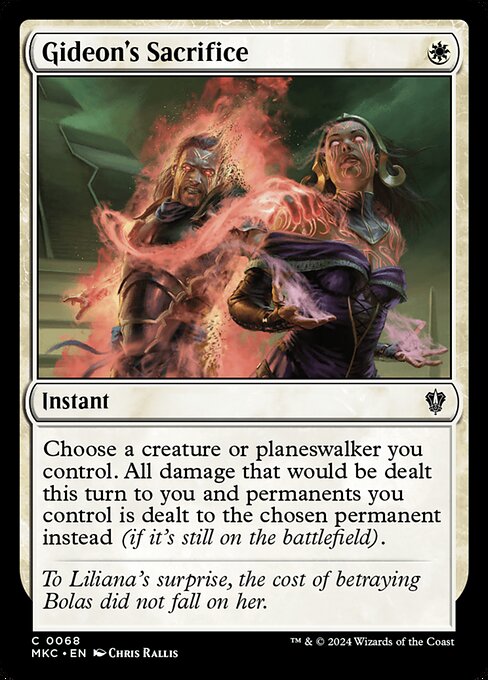 Gideon's Sacrifice
Instant
Choose a creature or planeswalker you
control. All damage that would be dealt
this turn to you and permanents you
control is dealt to the chosen permanent
instead (if it's still on the battlefield).
To Liliana's surprise, the cost of betraying
Bolas did not fall on her.
C 0068
MKC • EN Chris Rallis
™ & © 2024 Wizards of the Coast